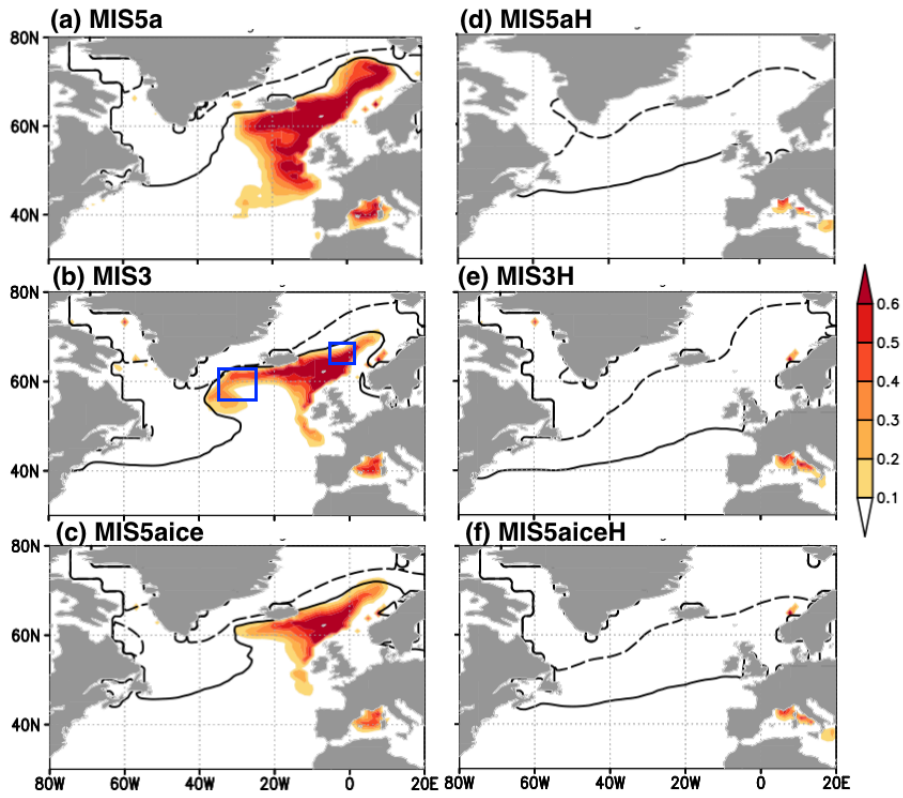 (a) MIS5a
(d) MIS5aH
80N
60N
40N
(b) MIS3
(e) MIS3H
80N
60N
40N
0.6
0.5
0.4
0.3
0.2
0.1
(c) MIS5aice
(f) MIS5aiceH
80N
60N
40N
80W 60W 40W 20W 0 20E
80W 60W 40W 20W 0 20E